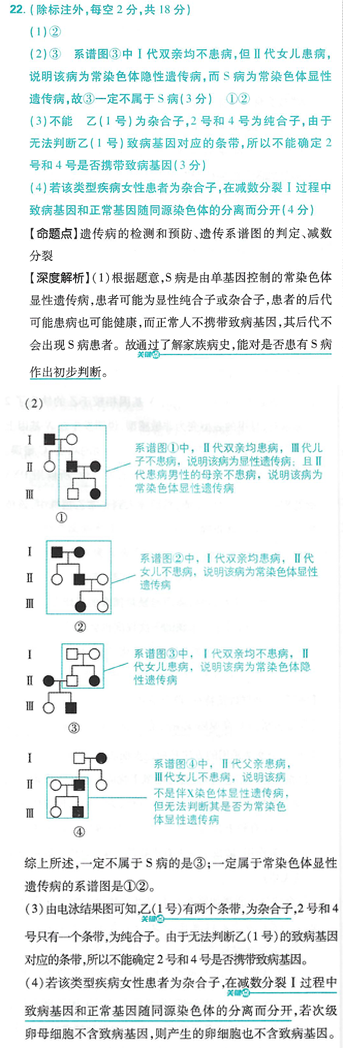 22. (除标注外,每空2分,共18分)
(1)②
(2)③ 系谱图③中Ⅰ代双亲均不患病,但Ⅱ代女儿患病,
说明该病为常染色体隐性遗传病,而S病为常染色体显性
遗传病,故③一定不属于S病(3分) ①②
(3)不能 乙(1号)为杂合子,2号和4号为纯合子,由于
无法判断乙(1号)致病基因对应的条带,所以不能确定2
号和4号是否携带致病基因(3分)
(4)若该类型疾病女性患者为杂合子,在减数分裂Ⅰ过程中
致病基因和正常基因随同源染色体的分离而分开(4分)
【命题点】遗传病的检测和预防、遗传系谱图的判定、减数
分裂
【深度解析】(1)根据题意,S病是由单基因控制的常染色体
显性遗传病,患者可能为显性纯合子或杂合子,患者的后代
可能患病也可能健康,而正常人不携带致病基因,其后代不
会出现S病患者。故通过了解家族病史,能对是否患有S病
关键点
作出初步判断。
(2)
Ⅰ
Ⅱ
Ⅲ
①
系谱图①中,Ⅱ代双亲均患病,Ⅲ代儿
子不患病,说明该病为显性遗传病;且Ⅱ
代患病男性的母亲不患病,说明该病为
常染色体显性遗传病
Ⅰ
Ⅱ
Ⅲ
②
系谱图②中,Ⅰ代双亲均患病,Ⅱ代
女儿不患病,说明该病为常染色体显性
遗传病
Ⅰ
Ⅱ
Ⅲ
③
系谱图③中,Ⅰ代双亲均不患病,Ⅱ
代女儿患病,说明该病为常染色体隐
性遗传病
Ⅰ
Ⅱ
Ⅲ
④
系谱图④中,Ⅱ代父亲患病,
Ⅲ代女儿不患病,说明该病
不是伴X染色体显性遗传病,
但无法判断其是否为常染色
体显性遗传病
综上所述,一定不属于S病的是③;一定属于常染色体显性
遗传病的系谱图是①②。
(3)由电泳结果图可知,乙(1号)有两个条带,为杂合子,2号和4
关键点
号只有一个条带,为纯合子。由于无法判断乙(1号)的致病基因
对应的条带,所以不能确定2号和4号是否携带致病基因。
(4)若该类型疾病女性患者为杂合子,在减数分裂Ⅰ过程中
关键点
致病基因和正常基因随同源染色体的分离而分开,若次级
卵母细胞不含致病基因,则产生的卵细胞也不含致病基因。